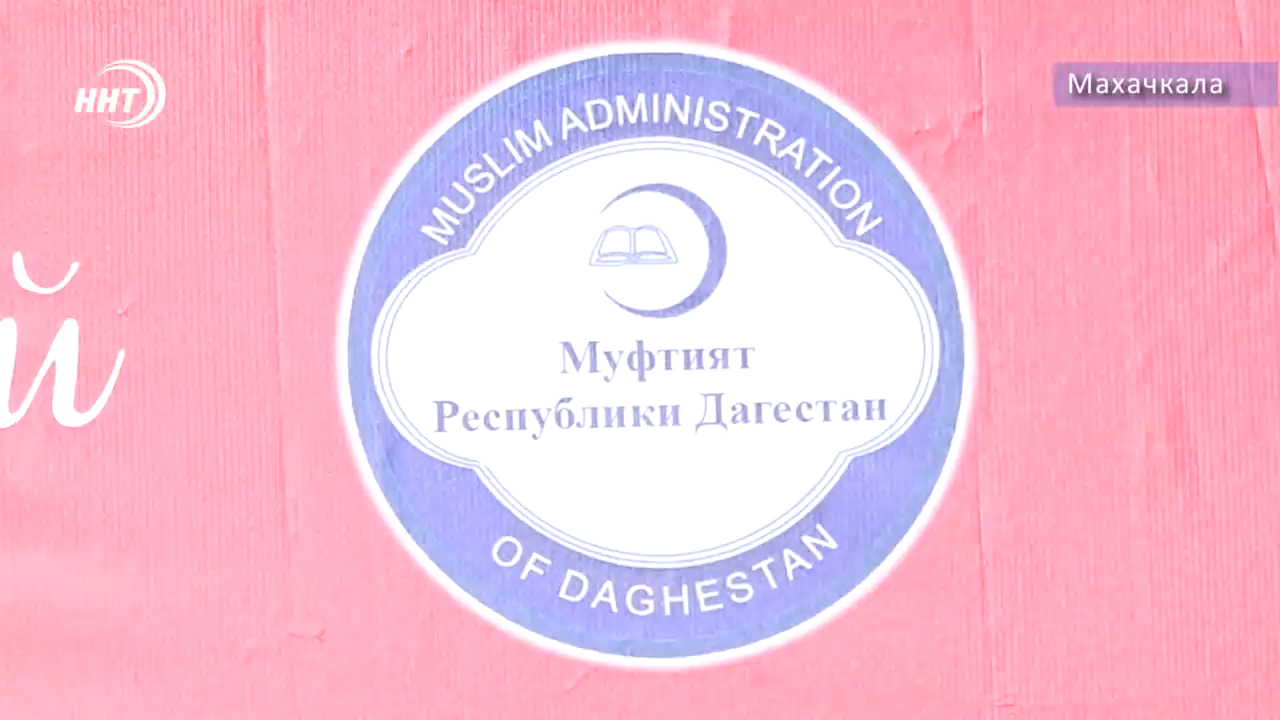 ННТ
Махачкала
MUSLIM ADMINISTRATION
Муфтият
Республики Дагестан
OF DAGHESTAN
й